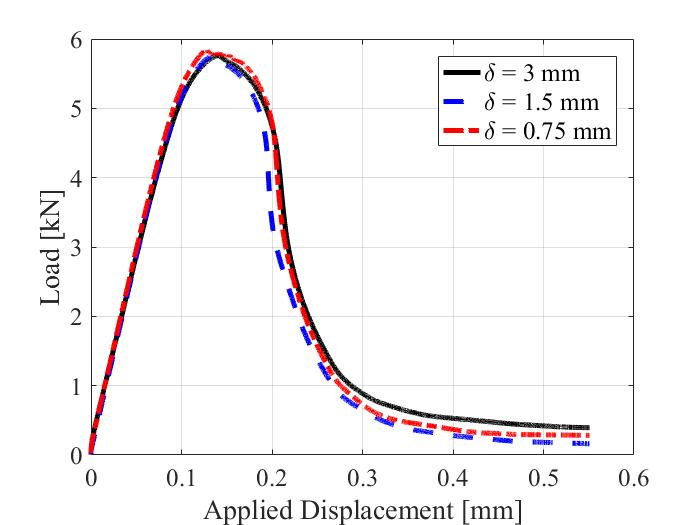 6
5
4
3
2
1
0
Load [kN]
δ = 3 mm
δ = 1.5 mm
δ = 0.75 mm
0 0.1 0.2 0.3 0.4 0.5 0.6
Applied Displacement [mm]